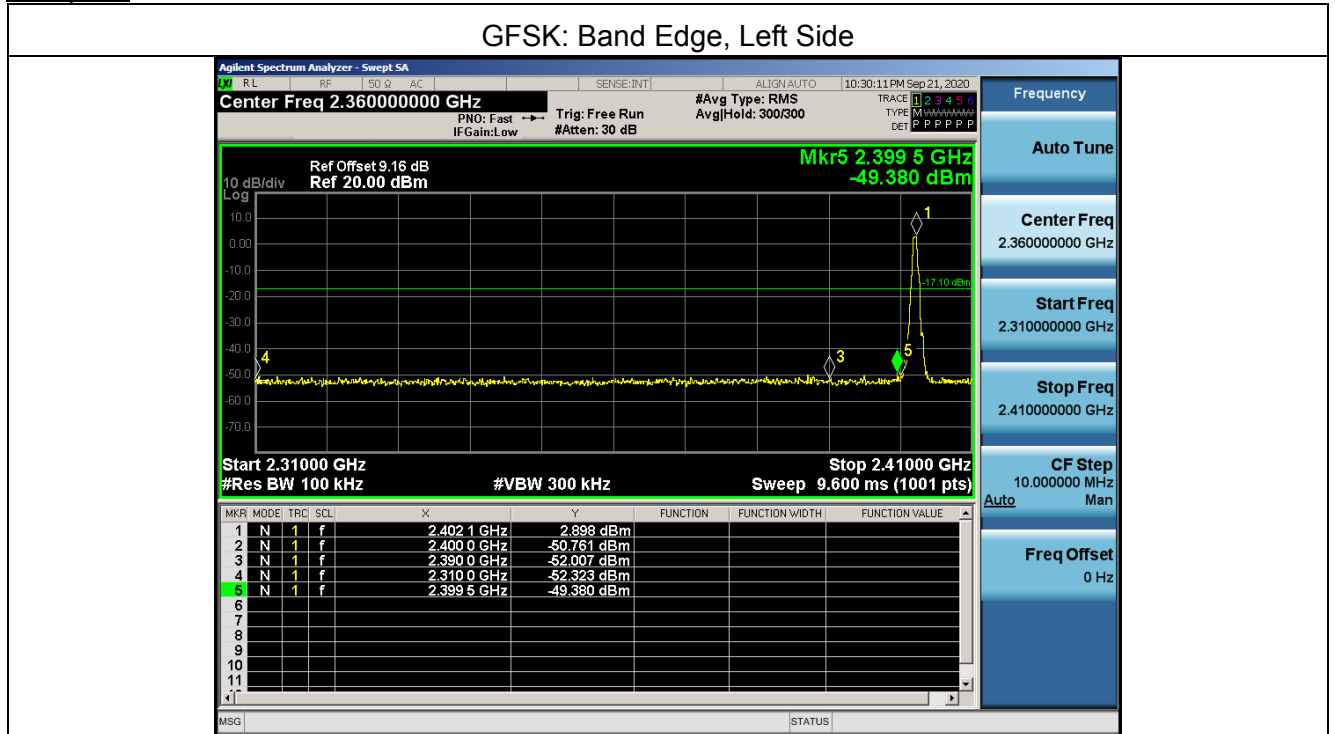 GFSK: Band Edge, Left Side
Agilent Spectrum Analyzer - Swept SA
LXI RL RF 50 Ω AC SENSE:INT ALIGN AUTO 10:30:11 PM Sep 21, 2020
Center Freq 2.360000000 GHz #Avg Type: RMS TRACE 1 2 3 4 5 6
PNO: Fast Trig: Free Run Avg|Hold: 300/300 TYPE M WWWWW
IFGain:Low #Atten: 30 dB DET P P P P P P
Frequency
Auto Tune
Center Freq
2.360000000 GHz
Start Freq
2.310000000 GHz
Stop Freq
2.410000000 GHz
CF Step
10.000000 MHz
Auto Man
Freq Offset
0 Hz
Mkr5 2.399 5 GHz
-49.380 dBm
Ref Offset 9.16 dB
10 dB/div Ref 20.00 dBm
Log
10.0
0.00
-10.0
-20.0
-30.0
-40.0
-50.0
-60.0
-70.0
1
-17.10 dBm
4 3 5
Start 2.31000 GHz Stop 2.41000 GHz
#Res BW 100 kHz #VBW 300 kHz Sweep 9.600 ms (1001 pts)
MKR MODE TRC SCL X Y FUNCTION FUNCTION WIDTH FUNCTION VALUE
1 N 1 f 2.402 1 GHz 2.898 dBm
2 N 1 f 2.400 0 GHz -50.761 dBm
3 N 1 f 2.390 0 GHz -52.007 dBm
4 N 1 f 2.310 0 GHz -52.323 dBm
5 N 1 f 2.399 5 GHz -49.380 dBm
6
7
8
9
10
11
MSG STATUS